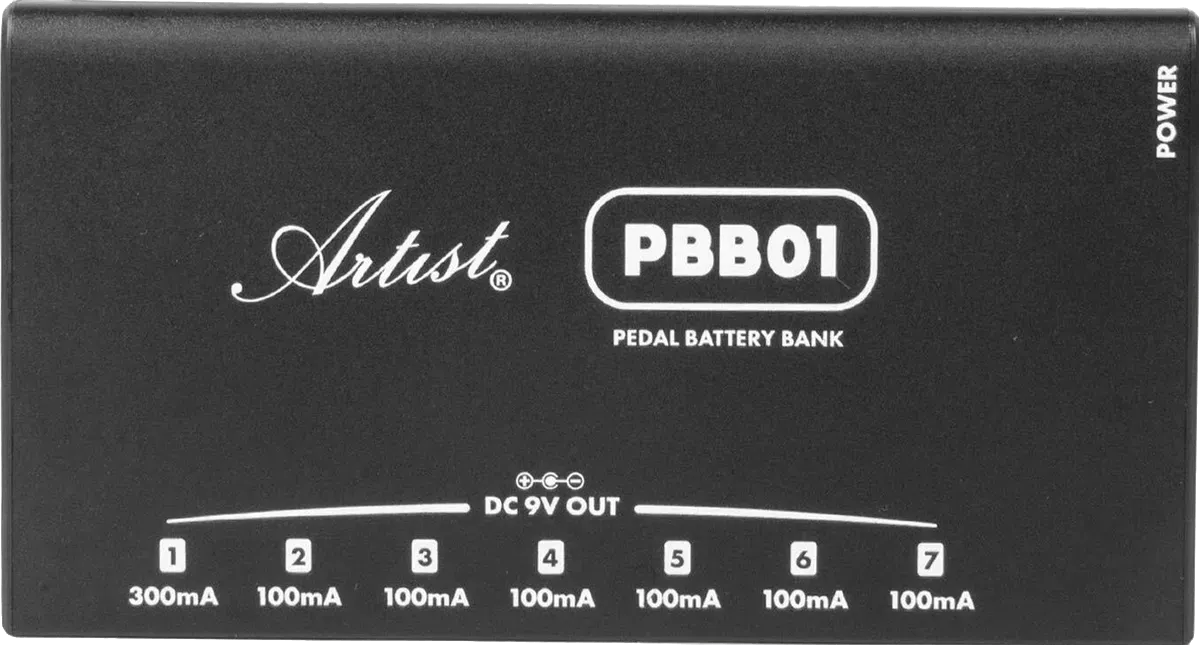 POWER
Artist®
PBB01
PEDAL BATTERY BANK
DC 9V OUT
1 2 3 4 5 6 7
300mA 100mA 100mA 100mA 100mA 100mA 100mA